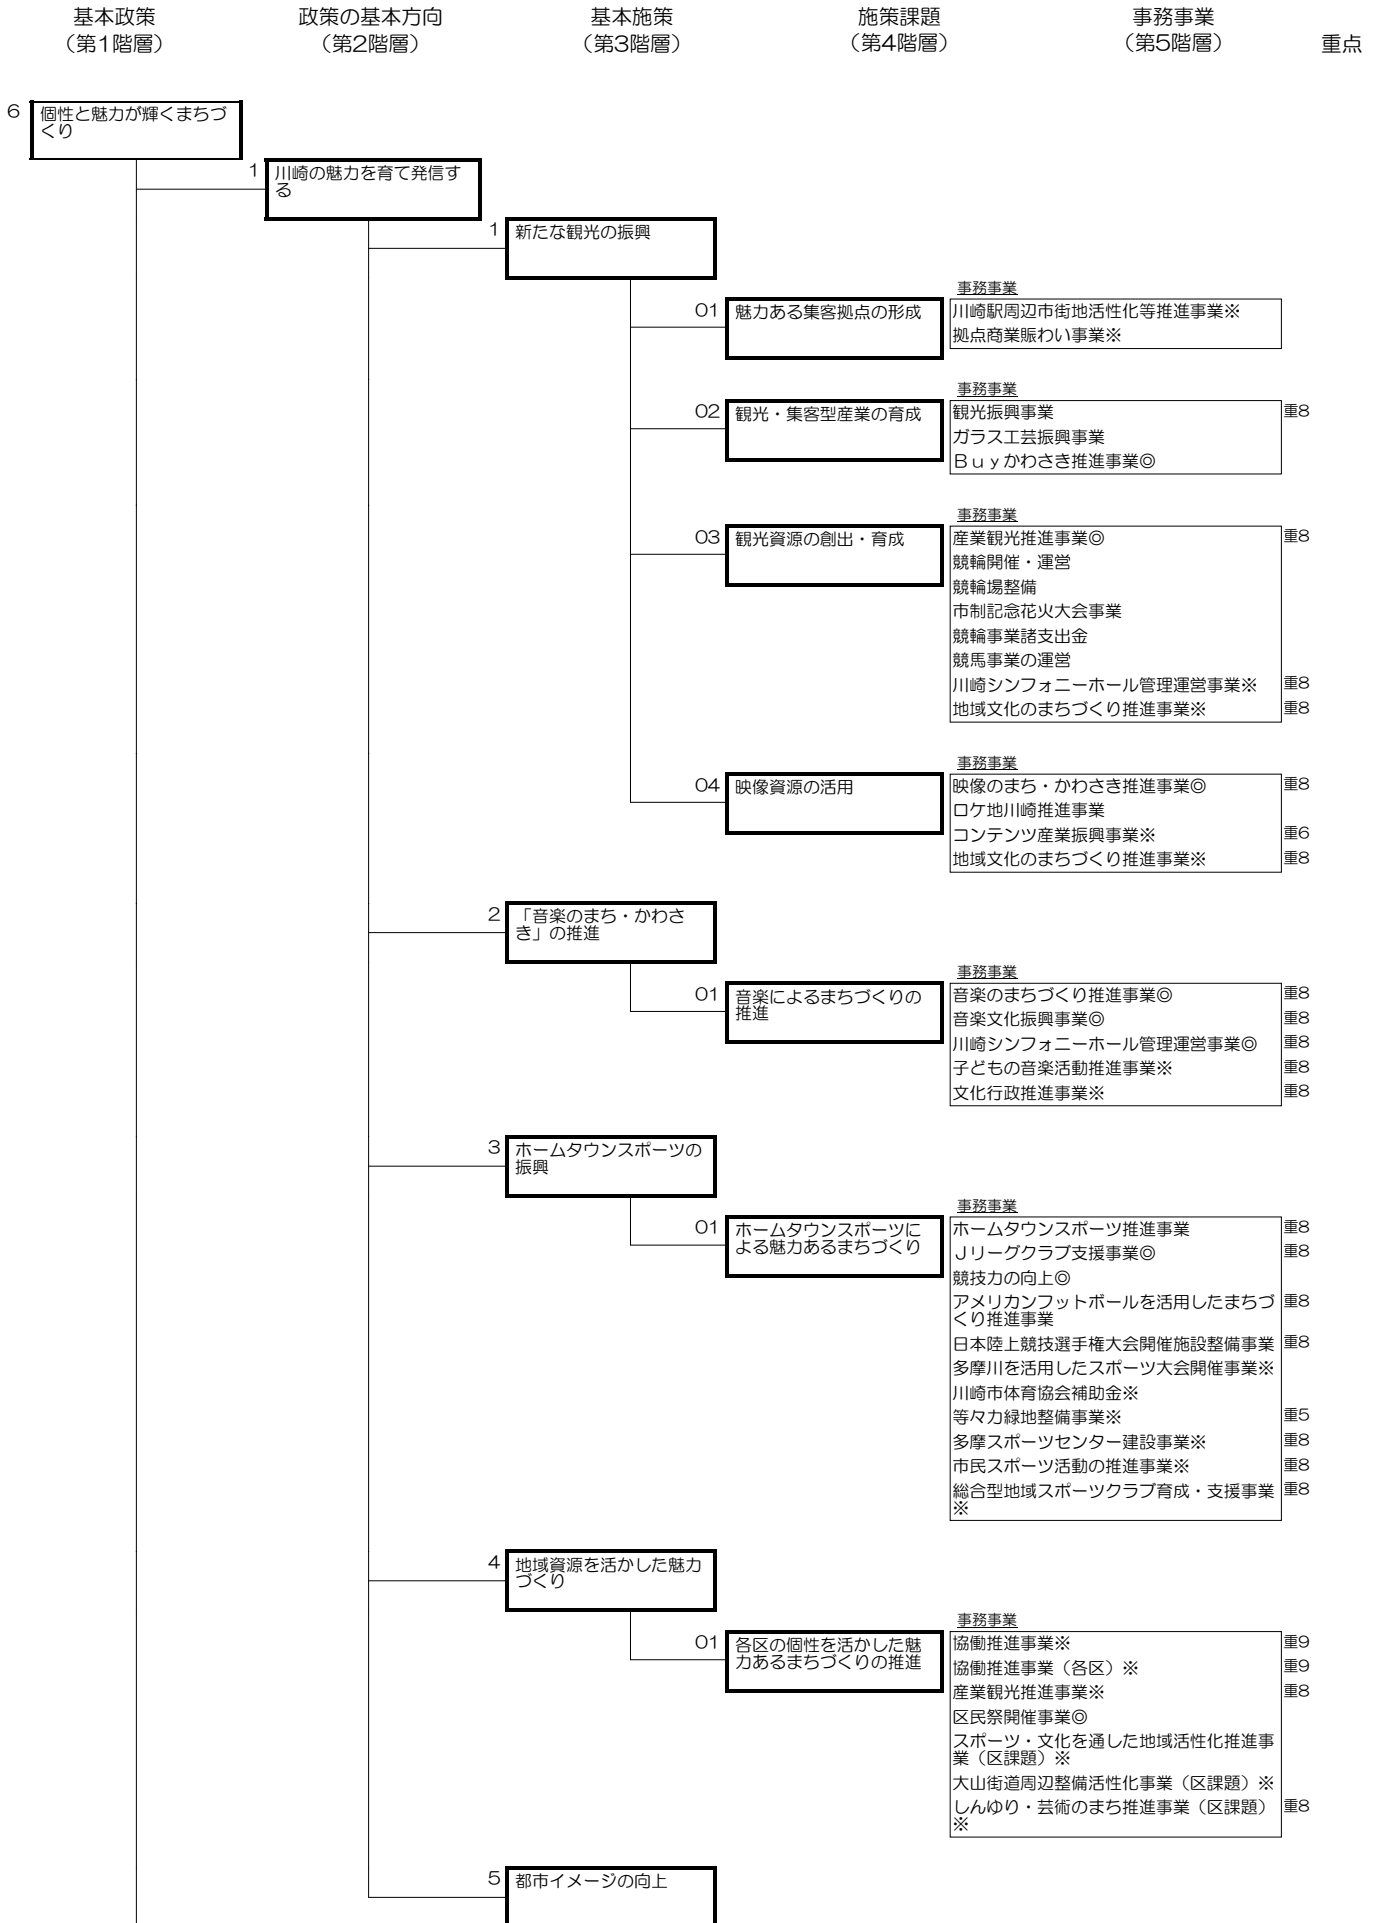 基本政策
（第1階層）
政策の基本方向
（第2階層）
基本施策
（第3階層）
施策課題
（第4階層）
事務事業
（第5階層）
重点
6
個性と魅力が輝くまちづ
くり
1
川崎の魅力を育て発信す
る
1
新たな観光の振興
事務事業
01
魅力ある集客拠点の形成
川崎駅周辺市街地活性化等推進事業※
拠点商業賑わい事業※
事務事業
02
観光・集客型産業の育成
観光振興事業 重8
ガラス工芸振興事業
Ｂｕｙかわさき推進事業◎
事務事業
03
観光資源の創出・育成
産業観光推進事業◎ 重8
競輪開催・運営
競輪場整備
市制記念花火大会事業
競輪事業諸支出金
競馬事業の運営
川崎シンフォニーホール管理運営事業※ 重8
地域文化のまちづくり推進事業※ 重8
事務事業
04
映像資源の活用
映像のまち・かわさき推進事業◎ 重8
ロケ地川崎推進事業
コンテンツ産業振興事業※ 重6
地域文化のまちづくり推進事業※ 重8
2
「音楽のまち・かわさ
き」の推進
事務事業
01
音楽によるまちづくりの
推進
音楽のまちづくり推進事業◎ 重8
音楽文化振興事業◎ 重8
川崎シンフォニーホール管理運営事業◎ 重8
子どもの音楽活動推進事業※ 重8
文化行政推進事業※ 重8
3
ホームタウンスポーツの
振興
事務事業
01
ホームタウンスポーツに
よる魅力あるまちづくり
ホームタウンスポーツ推進事業 重8
Ｊリーグクラブ支援事業◎ 重8
競技力の向上◎
アメリカンフットボールを活用したまちづ 重8
くり推進事業
日本陸上競技選手権大会開催施設整備事業 重8
多摩川を活用したスポーツ大会開催事業※
川崎市体育協会補助金※
等々力緑地整備事業※ 重5
多摩スポーツセンター建設事業※ 重8
市民スポーツ活動の推進事業※ 重8
総合型地域スポーツクラブ育成・支援事業 重8
※
4
地域資源を活かした魅力
づくり
事務事業
01
各区の個性を活かした魅
力あるまちづくりの推進
協働推進事業※ 重9
協働推進事業（各区）※ 重9
産業観光推進事業※ 重8
区民祭開催事業◎
スポーツ・文化を通した地域活性化推進事
業（区課題）※
大山街道周辺整備活性化事業（区課題）※
しんゆり・芸術のまち推進事業（区課題） 重8
※
5
都市イメージの向上